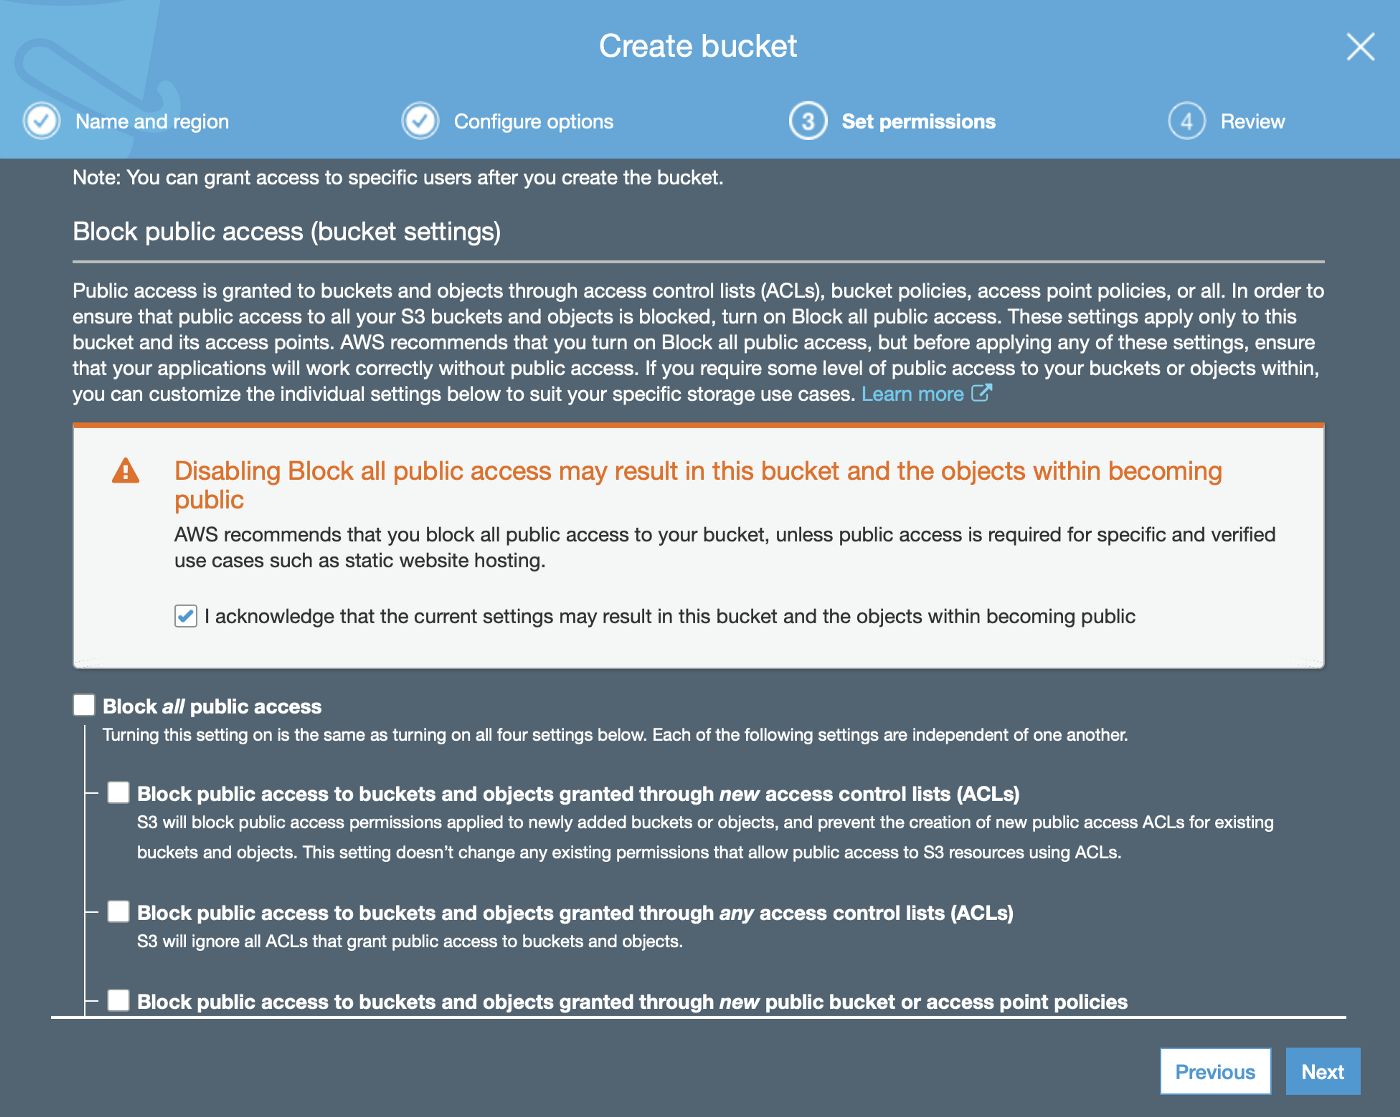 Create bucket
Name and region
Configure options
3 Set permissions
4 Review
Note: You can grant access to specific users after you create the bucket.
Block public access (bucket settings)
Public access is granted to buckets and objects through access control lists (ACLs), bucket policies, access point policies, or all. In order to
ensure that public access to all your S3 buckets and objects is blocked, turn on Block all public access. These settings apply only to this
bucket and its access points. AWS recommends that you turn on Block all public access, but before applying any of these settings, ensure
that your applications will work correctly without public access. If you require some level of public access to your buckets or objects within,
you can customize the individual settings below to suit your specific storage use cases. Learn more
Disabling Block all public access may result in this bucket and the objects within becoming
public
AWS recommends that you block all public access to your bucket, unless public access is required for specific and verified
use cases such as static website hosting.
I acknowledge that the current settings may result in this bucket and the objects within becoming public
Block all public access
Turning this setting on is the same as turning on all four settings below. Each of the following settings are independent of one another.
Block public access to buckets and objects granted through new access control lists (ACLs)
S3 will block public access permissions applied to newly added buckets or objects, and prevent the creation of new public access ACLs for existing
buckets and objects. This setting doesn't change any existing permissions that allow public access to S3 resources using ACLs.
Block public access to buckets and objects granted through any access control lists (ACLs)
S3 will ignore all ACLs that grant public access to buckets and objects.
Block public access to buckets and objects granted through new public bucket or access point policies
Previous
Next